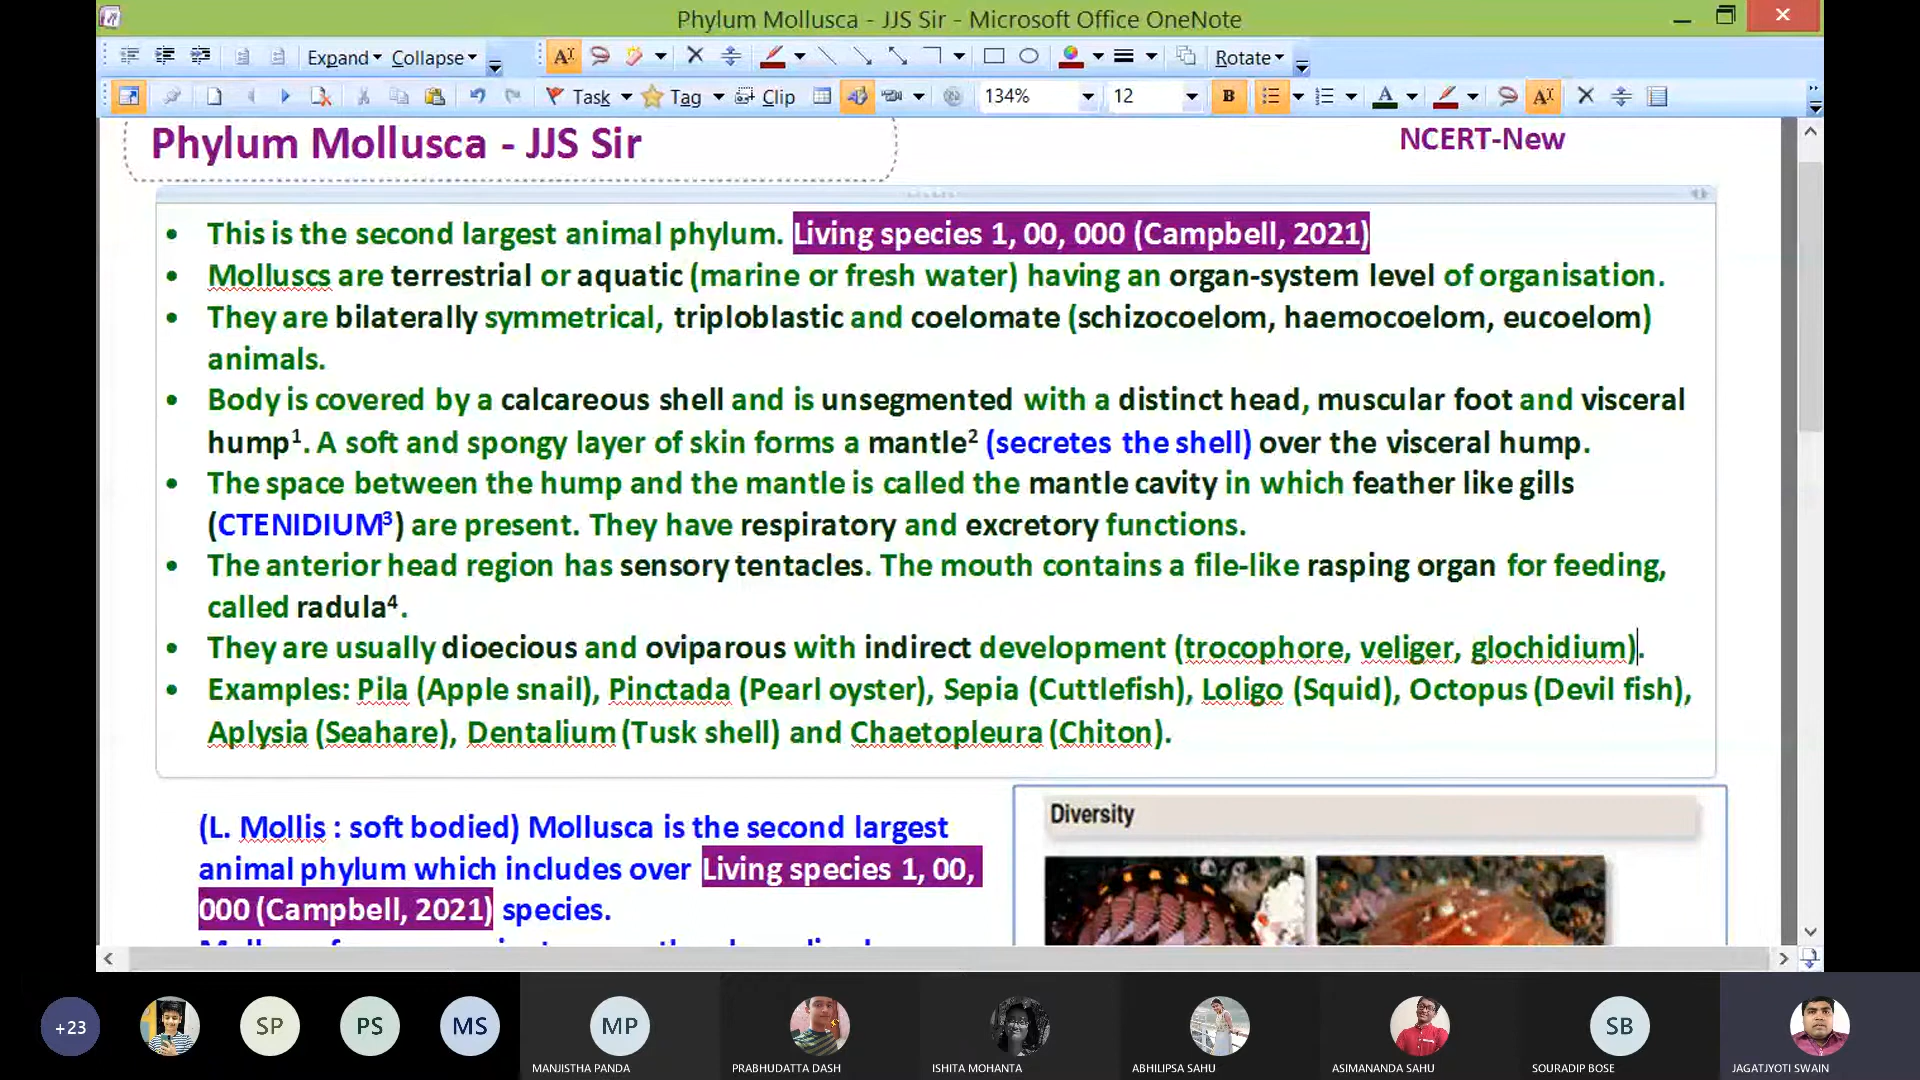 Phylum Mollusca - JJS Sir - Microsoft Office OneNote
Expand Collapse Rotate
Task Tag Clip 134% 12 B
Phylum Mollusca - JJS Sir
NCERT-New
• This is the second largest animal phylum. Living species 1, 00, 000 (Campbell, 2021)
• Molluscs are terrestrial or aquatic (marine or fresh water) having an organ-system level of organisation.
• They are bilaterally symmetrical, triploblastic and coelomate (schizocoelom, haemocoelom, eucoelom)
animals.
• Body is covered by a calcareous shell and is unsegmented with a distinct head, muscular foot and visceral
hump¹. A soft and spongy layer of skin forms a mantle² (secretes the shell) over the visceral hump.
• The space between the hump and the mantle is called the mantle cavity in which feather like gills
(CTENIDIUM³) are present. They have respiratory and excretory functions.
• The anterior head region has sensory tentacles. The mouth contains a file-like rasping organ for feeding,
called radula⁴.
• They are usually dioecious and oviparous with indirect development (trocophore, veliger, glochidium).
• Examples: Pila (Apple snail), Pinctada (Pearl oyster), Sepia (Cuttlefish), Loligo (Squid), Octopus (Devil fish),
Aplysia (Seahare), Dentalium (Tusk shell) and Chaetopleura (Chiton).
(L. Mollis : soft bodied) Mollusca is the second largest
animal phylum which includes over Living species 1, 00,
000 (Campbell, 2021) species.
Diversity
+23
SP
PS
MS
MP
SB
MANJISTHA PANDA
PRABHUDATTA DASH
ISHITA MOHANTA
ABHILIPSA SAHU
ASIMANANDA SAHU
SOURADIP BOSE
JAGATJYOTI SWAIN